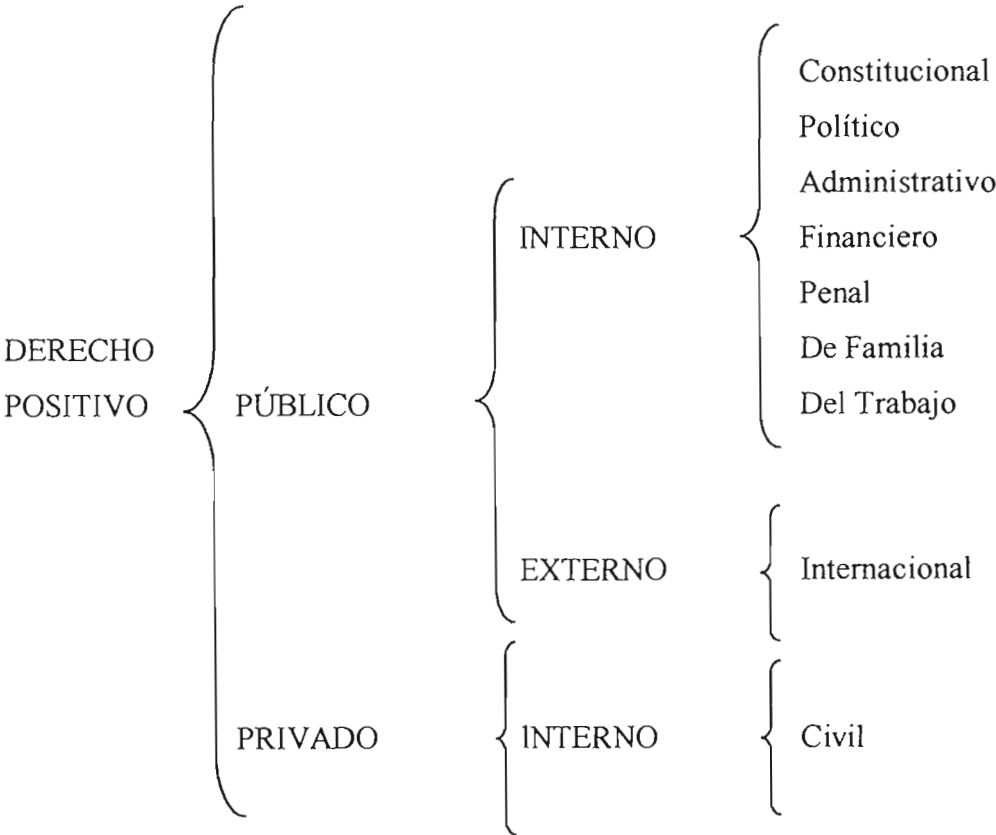 DERECHO
POSITIVO
PÚBLICO
INTERNO
Constitucional
Político
Administrativo
Financiero
Penal
De Familia
Del Trabajo
EXTERNO
Internacional
PRIVADO
INTERNO
Civil